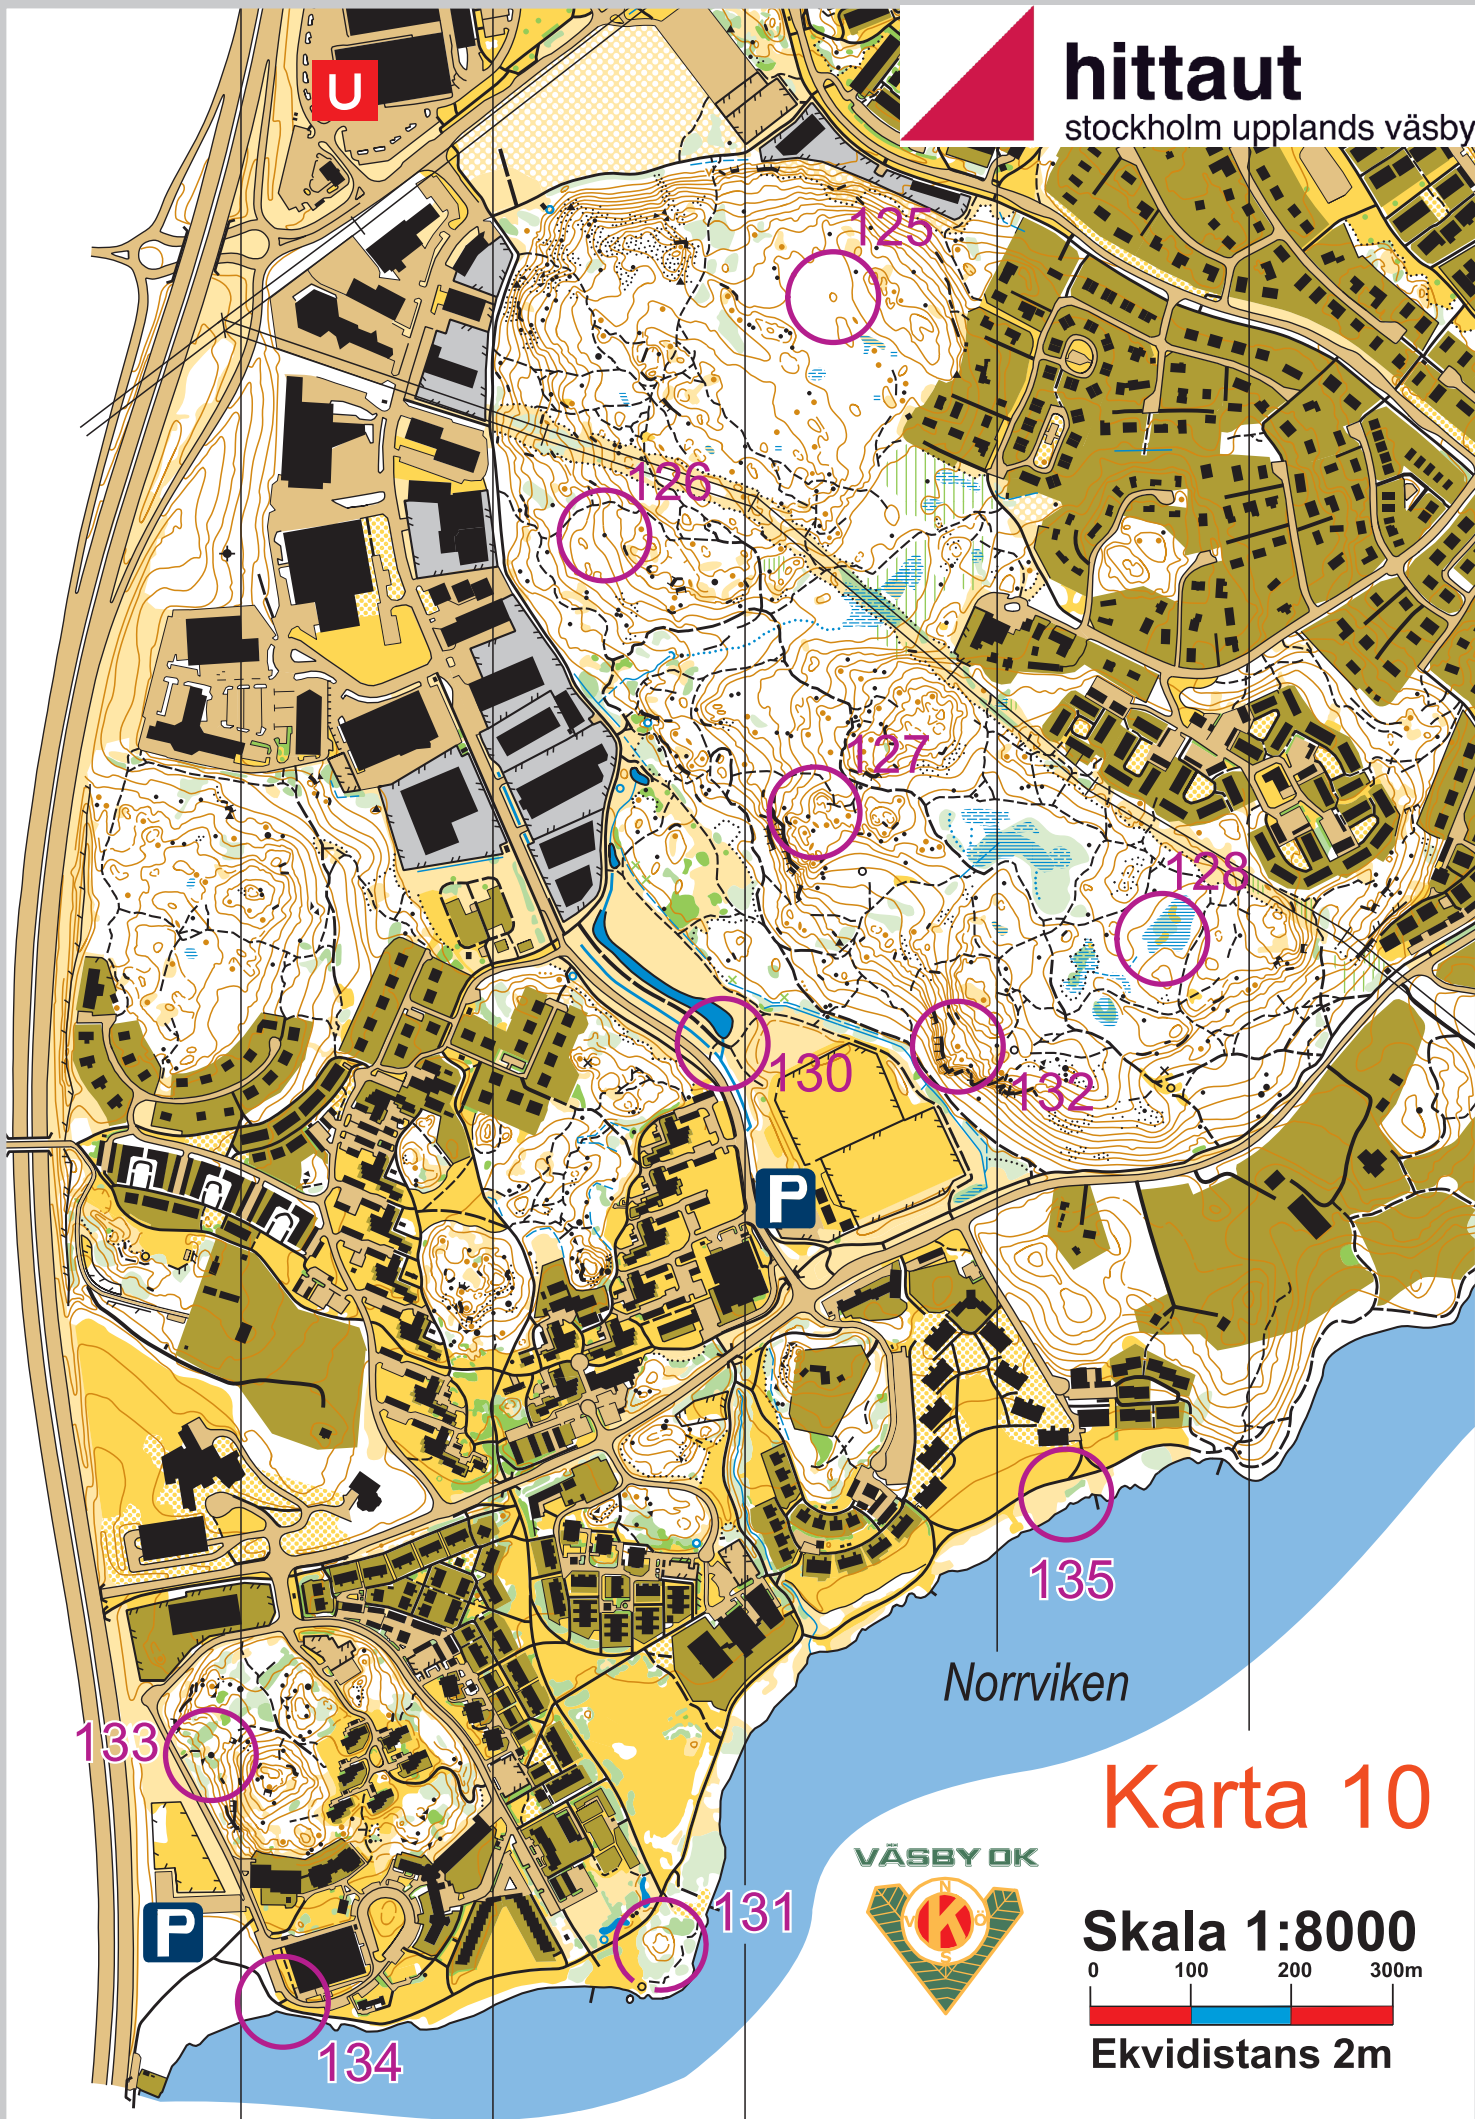 U
hittaut
stockholm upplands väsby
125
126
127
128
130
132
P
135
Norrviken
133
Karta 10
VÄSBY OK
N
V K Ö
S
131
P
Skala 1:8000
0 100 200 300m
134
Ekvidistans 2m